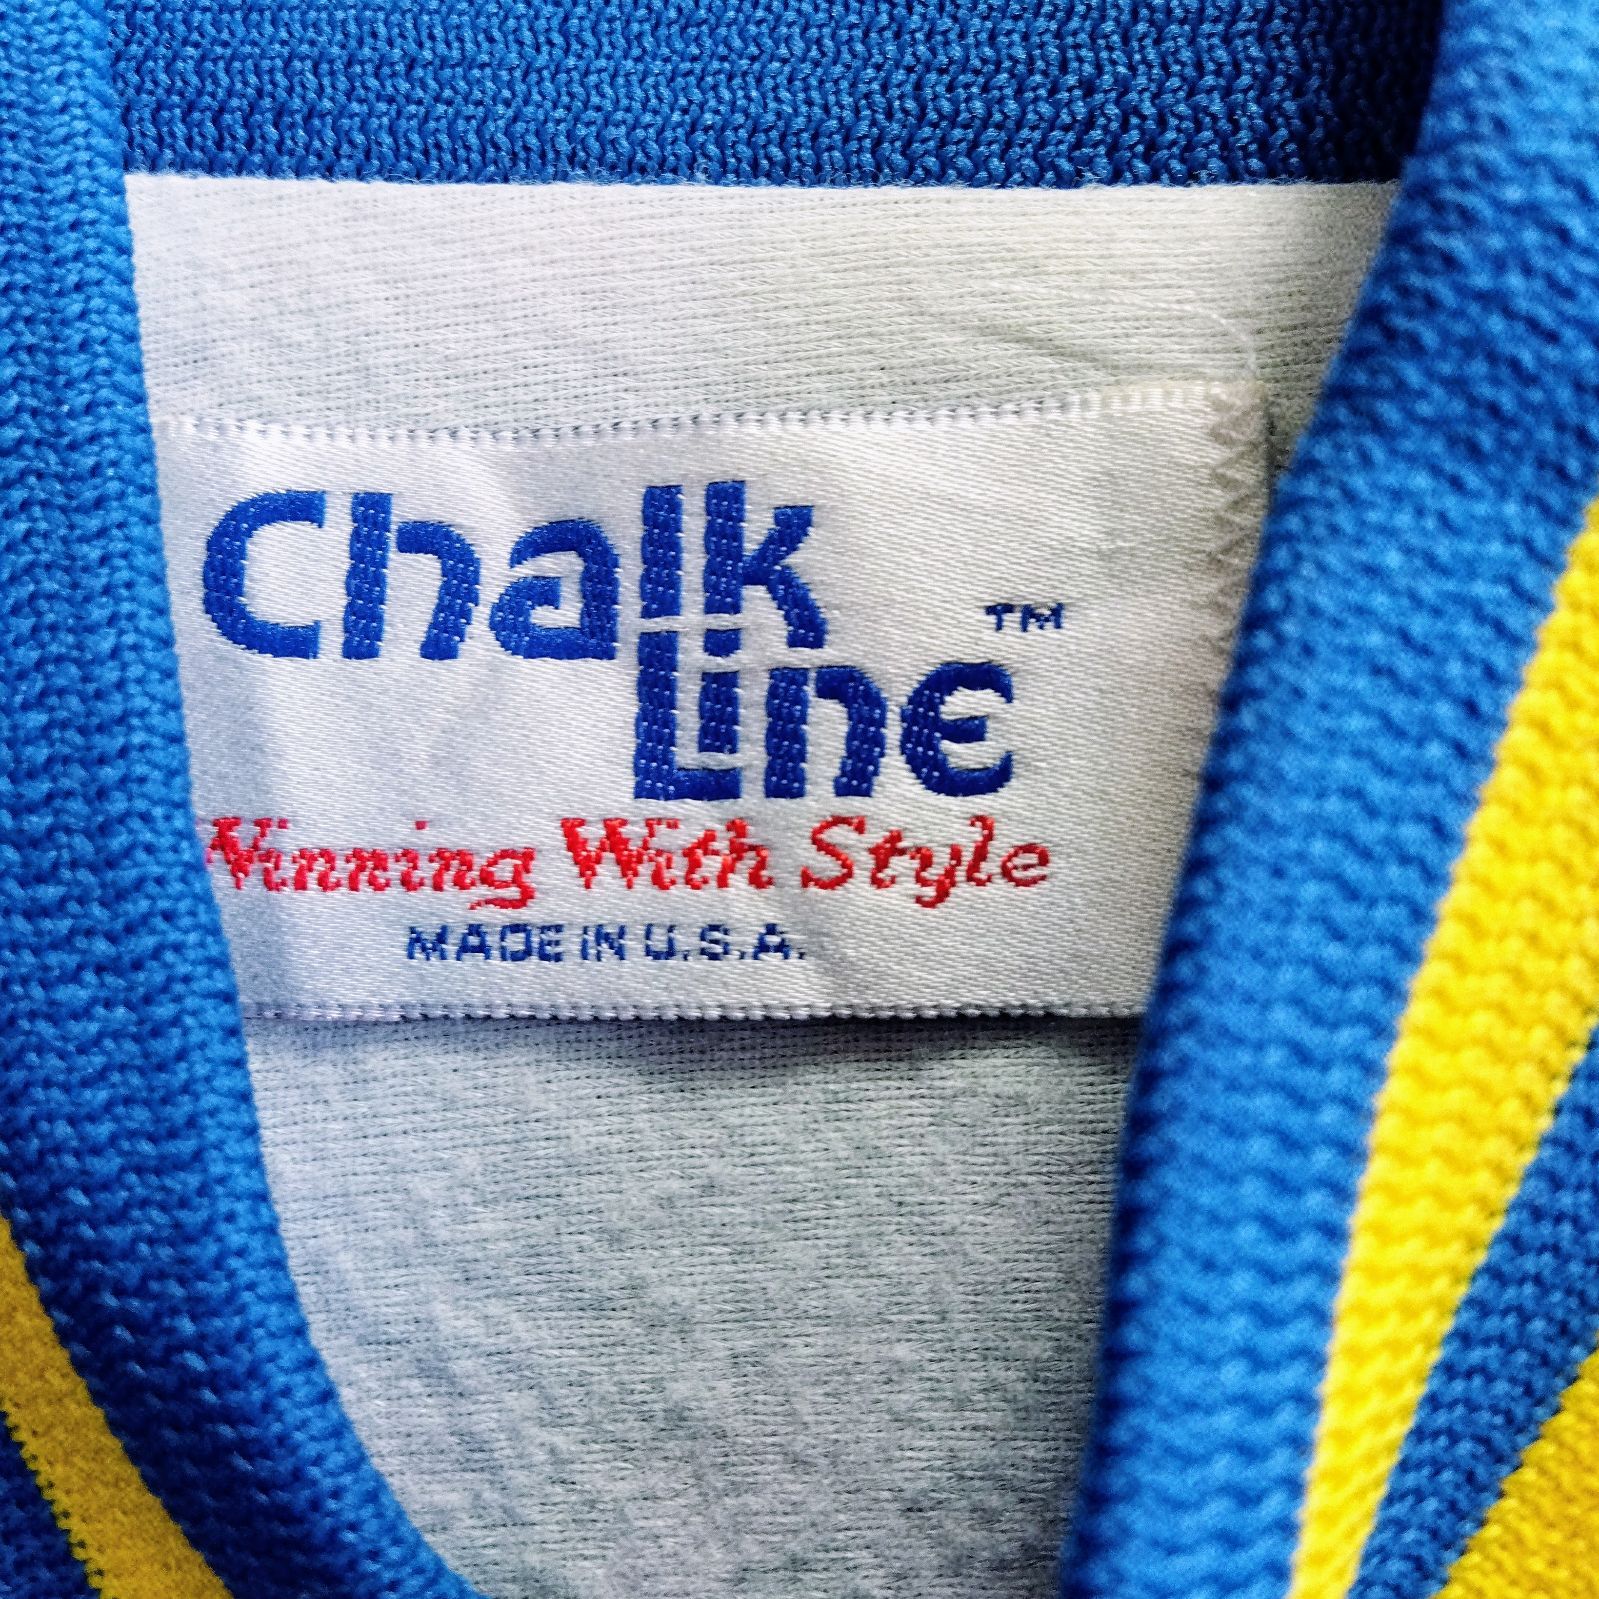 Chalk
Line ™
Winning With Style
MADE IN U.S.A.